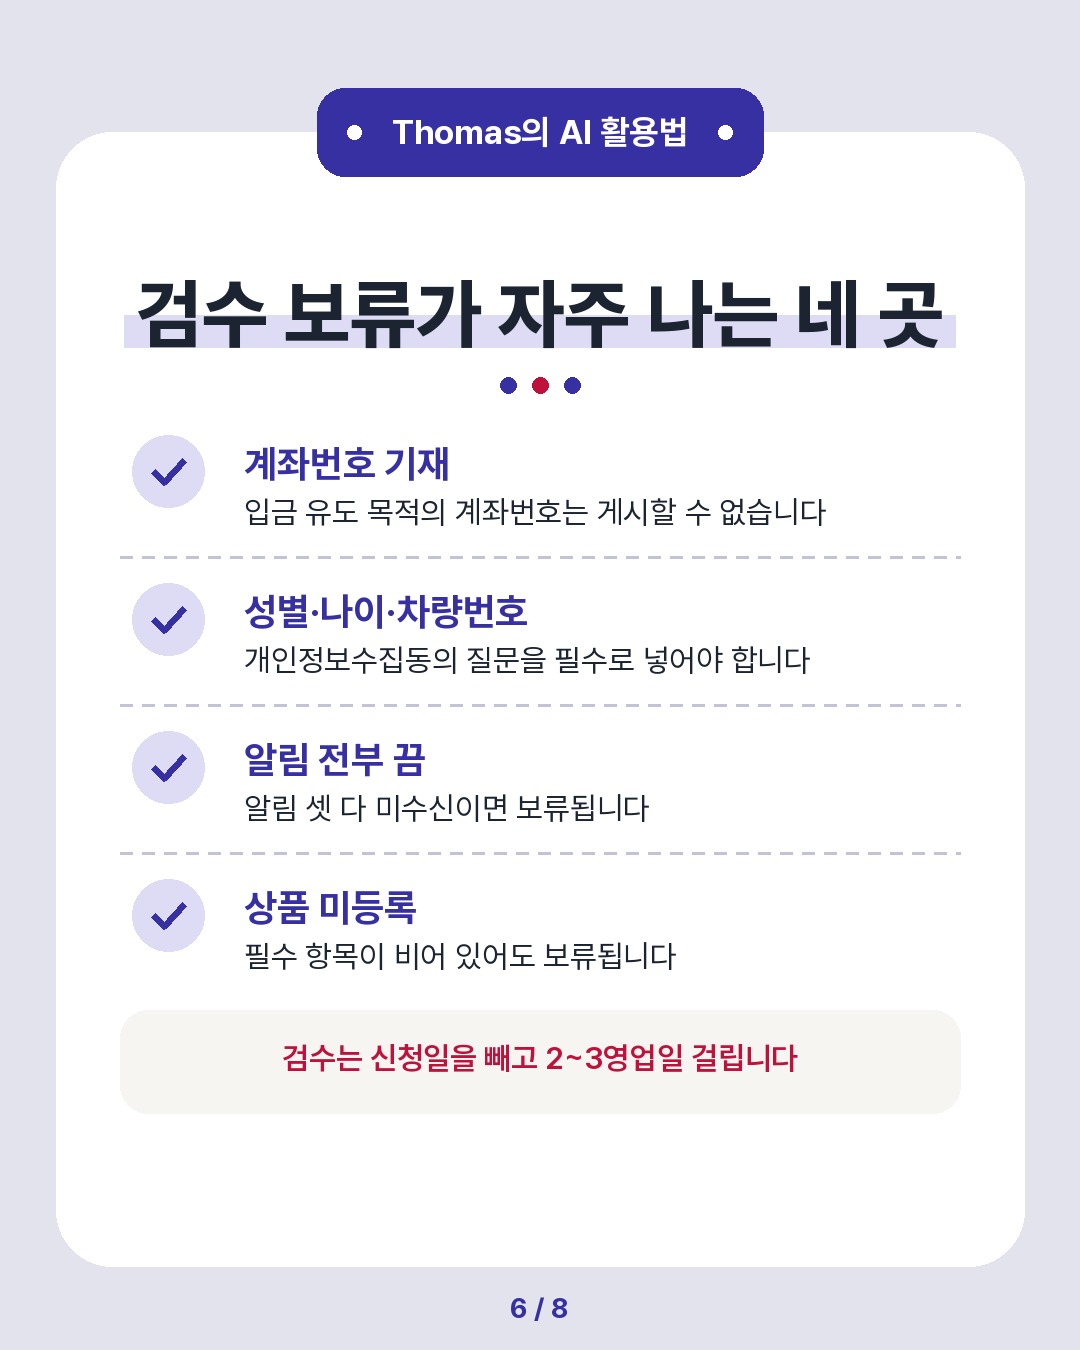 Thomas의 AI 활용법
검수 보류가 자주 나는 네 곳
계좌번호 기재
입금 유도 목적의 계좌번호는 게시할 수 없습니다
성별·나이·차량번호
개인정보수집동의 질문을 필수로 넣어야 합니다
알림 전부 끔
알림 셋 다 미수신이면 보류됩니다
상품 미등록
필수 항목이 비어 있어도 보류됩니다
검수는 신청일을 빼고 2~3영업일 걸립니다
6 / 8